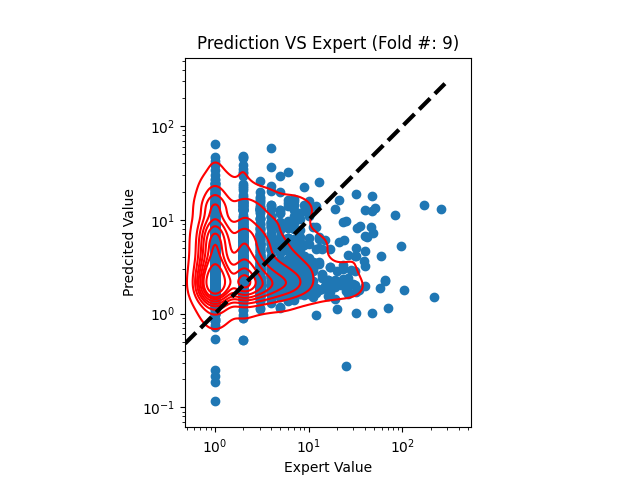 Prediction VS Expert (Fold #: 9)
Predcited Value
10²
10¹
10⁰
10⁻¹
10⁰ 10¹ 10²
Expert Value